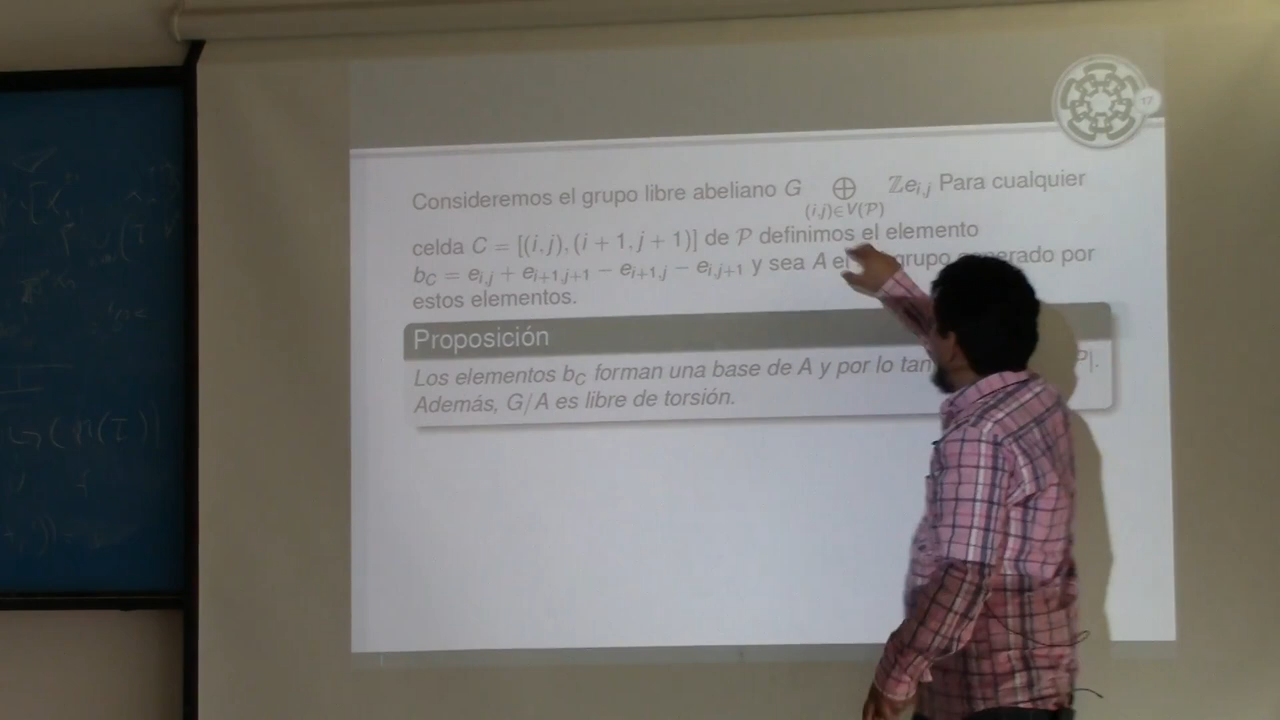 17
Consideremos el grupo libre abeliano G ⊕ ℤe_{i,j} Para cualquier
(i,j)∈V(𝒫)
celda C = [(i, j), (i + 1, j + 1)] de 𝒫 definimos el elemento
b_C = e_{i,j} + e_{i+1,j+1} − e_{i+1,j} − e_{i,j+1} y sea A el grupo por
estos elementos.
Proposición
Los elementos b_C forman una base de A y por lo tan P|.
Además, G/A es libre de torsión.